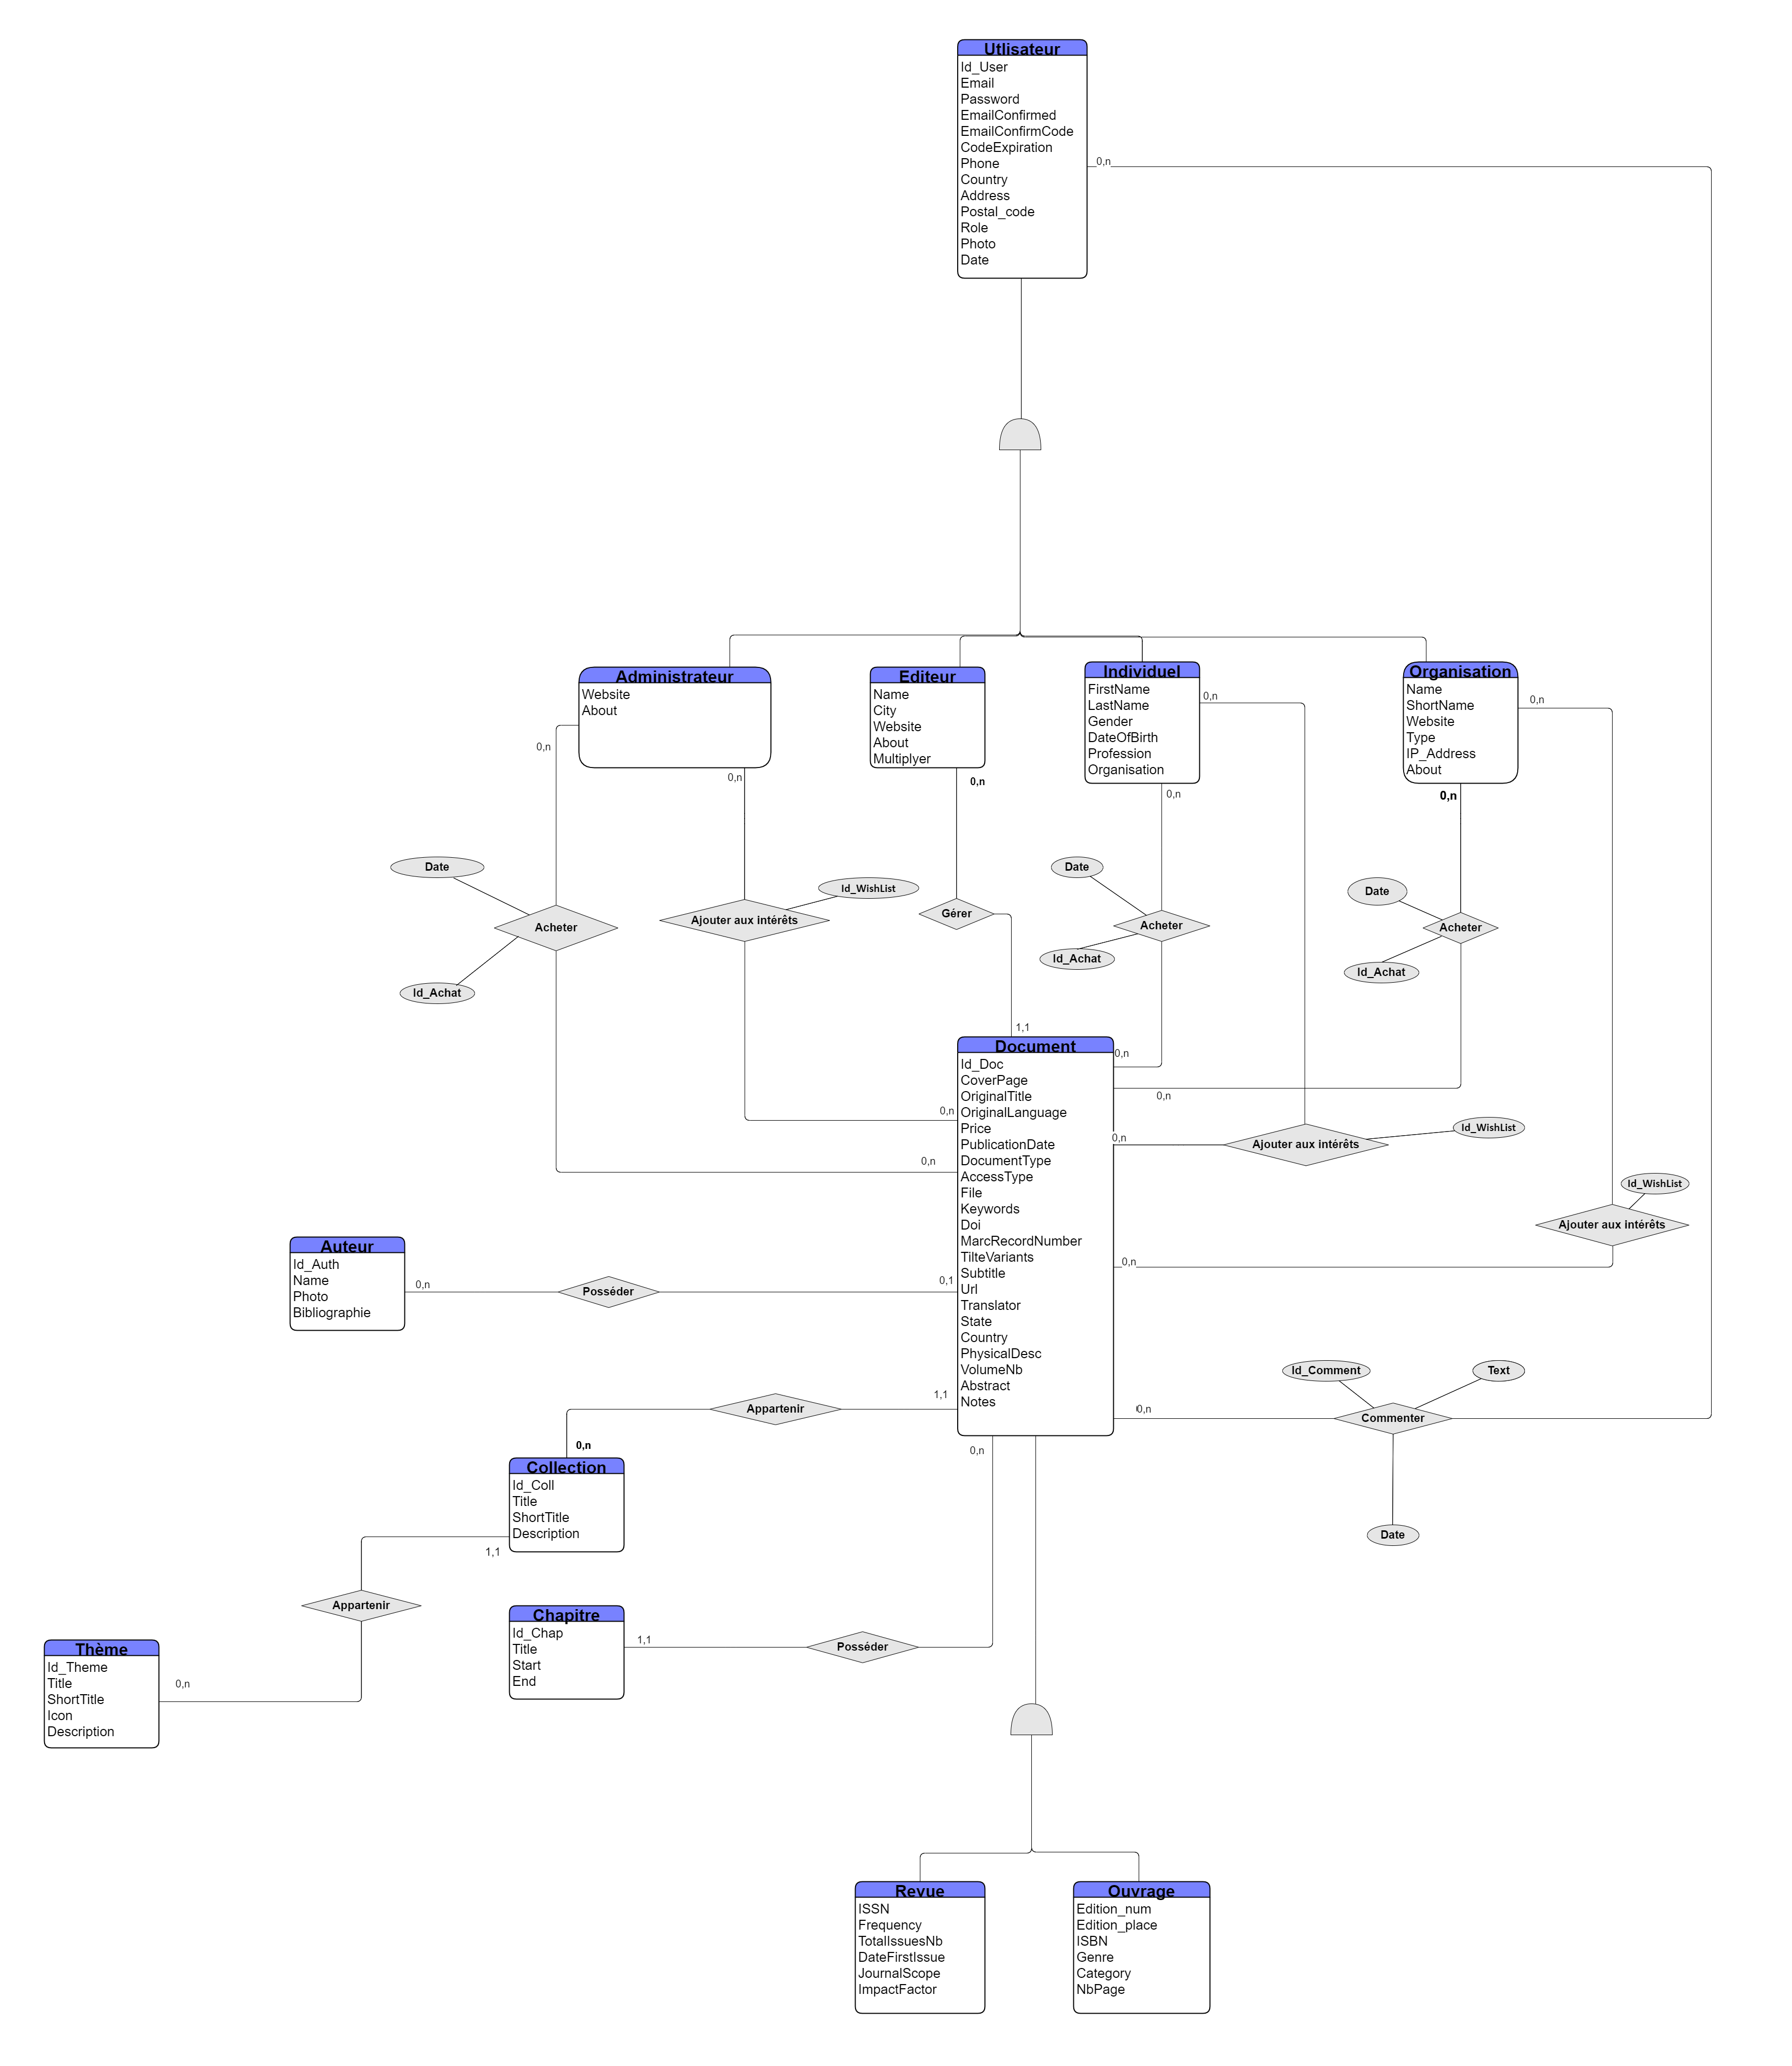 Utlisateur
Id_User
Email
Password
EmailConfirmed
EmailConfirmCode
CodeExpiration
Phone
Country
Address
Postal_code
Role
Photo
Date
0,n
Administrateur
Website
About
0,n
0,n
Editeur
Name
City
Website
About
Multiplyer
0,n
Individuel
FirstName
LastName
Gender
DateOfBirth
Profession
Organisation
0,n
0,n
Organisation
Name
ShortName
Website
Type
IP_Address
About
0,n
0,n
Date
Acheter
Id_Achat
Id_WishList
Ajouter aux intérêts
Gérer
1,1
Date
Acheter
Id_Achat
Date
Acheter
Id_Achat
Document
Id_Doc
CoverPage
OriginalTitle
OriginalLanguage
Price
PublicationDate
DocumentType
AccessType
File
Keywords
Doi
MarcRecordNumber
TilteVariants
Subtitle
Url
Translator
State
Country
PhysicalDesc
VolumeNb
Abstract
Notes
0,n
0,n
0,n
0,n
0,n
Ajouter aux intérêts
Id_WishList
Id_WishList
Ajouter aux intérêts
0,n
Auteur
Id_Auth
Name
Photo
Bibliographie
0,n
Posséder
0,1
Id_Comment
Text
Commenter
0,n
Date
Appartenir
1,1
0,n
Collection
Id_Coll
Title
ShortTitle
Description
1,1
0,n
Appartenir
Chapitre
Id_Chap
Title
Start
End
1,1
Posséder
Thème
Id_Theme
Title
ShortTitle
Icon
Description
0,n
Revue
ISSN
Frequency
TotalIssuesNb
DateFirstIssue
JournalScope
ImpactFactor
Ouvrage
Edition_num
Edition_place
ISBN
Genre
Category
NbPage